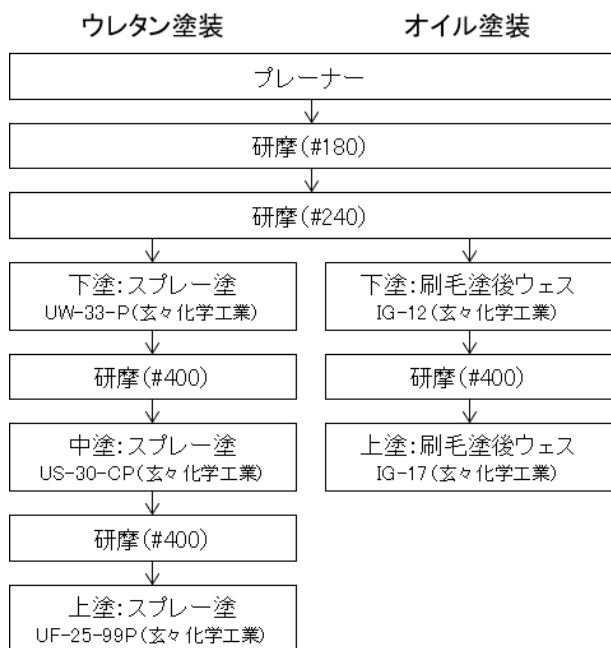 ウレタン塗装
オイル塗装
プレーナー
研摩(#180)
研摩(#240)
下塗:スプレー塗
UW-33-P(玄々化学工業)
下塗:刷毛塗後ウェス
IG-12(玄々化学工業)
研摩(#400)
研摩(#400)
中塗:スプレー塗
US-30-CP(玄々化学工業)
上塗:刷毛塗後ウェス
IG-17(玄々化学工業)
研摩(#400)
上塗:スプレー塗
UF-25-99P(玄々化学工業)